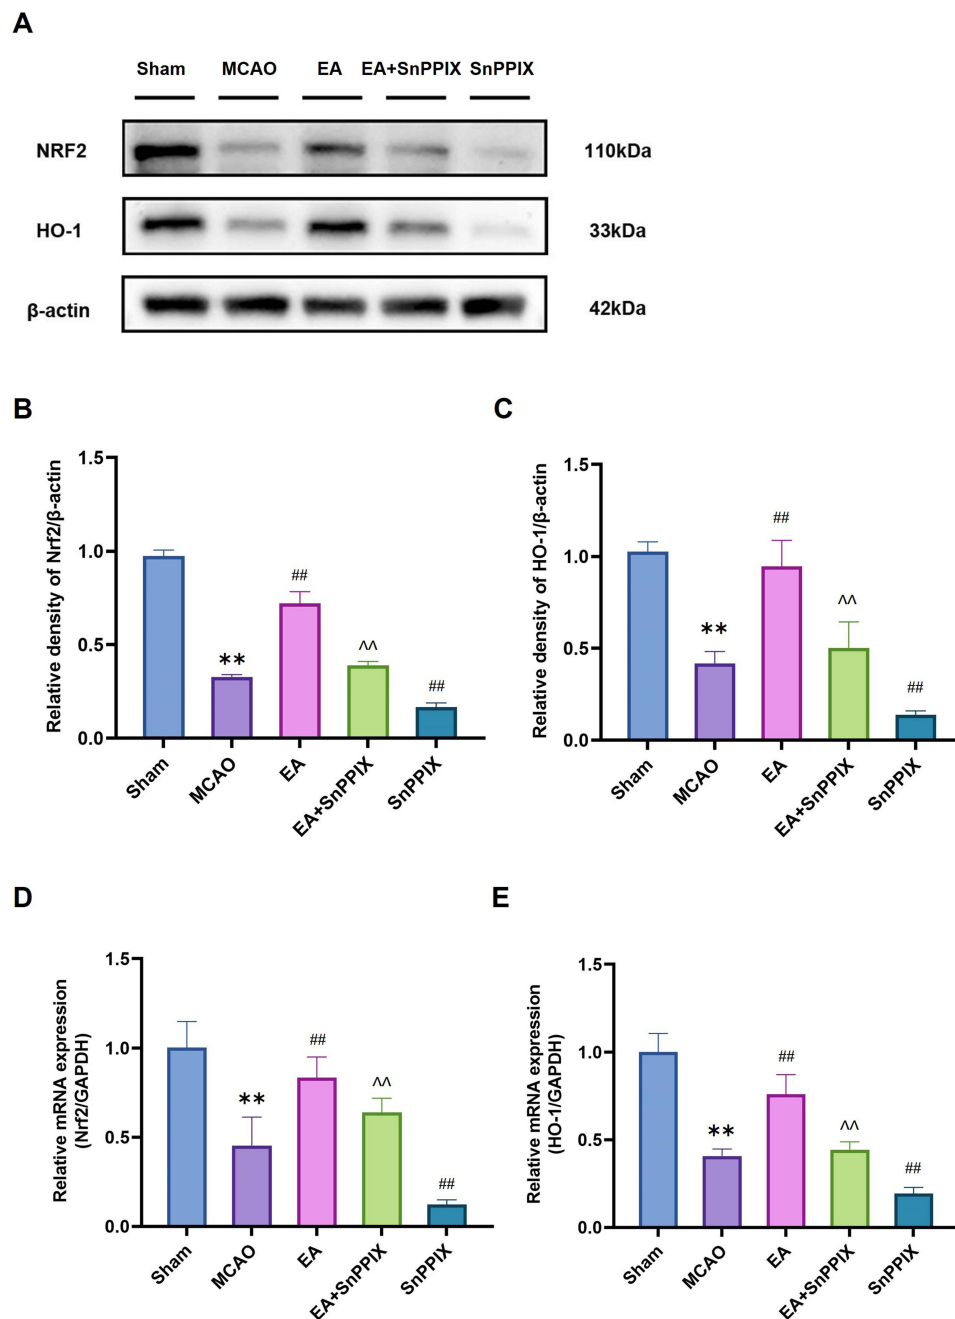 A
Sham MCAO EA EA+SnPPIX SnPPIX
NRF2 110kDa
HO-1 33kDa
β-actin 42kDa
B
Relative density of Nrf2/β-actin
1.5
1.0
0.5
0.0
**
##
^^
##
Sham
MCAO
EA
EA+SnPPIX
SnPPIX
C
Relative density of HO-1/β-actin
1.5
1.0
0.5
0.0
**
##
^^
##
Sham
MCAO
EA
EA+SnPPIX
SnPPIX
D
Relative mRNA expression
(Nrf2/GAPDH)
1.5
1.0
0.5
0.0
**
##
^^
##
Sham
MCAO
EA
EA+SnPPIX
SnPPIX
E
Relative mRNA expression
(HO-1/GAPDH)
1.5
1.0
0.5
0.0
**
##
^^
##
Sham
MCAO
EA
EA+SnPPIX
SnPPIX